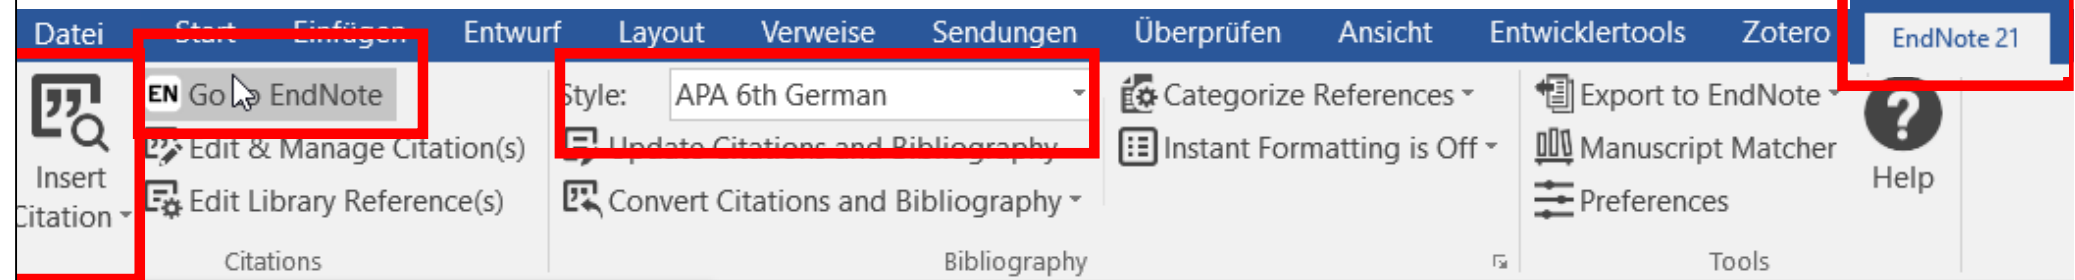 Datei Start Einfügen Entwurf Layout Verweise Sendungen Überprüfen Ansicht Entwicklertools Zotero EndNote 21
Insert
Citation
EN Go to EndNote
Edit & Manage Citation(s)
Edit Library Reference(s)
Citations
Style: APA 6th German
Update Citations and Bibliography
Convert Citations and Bibliography
Categorize References
Instant Formatting is Off
Bibliography
Export to EndNote
Manuscript Matcher
Preferences
Tools
?
Help